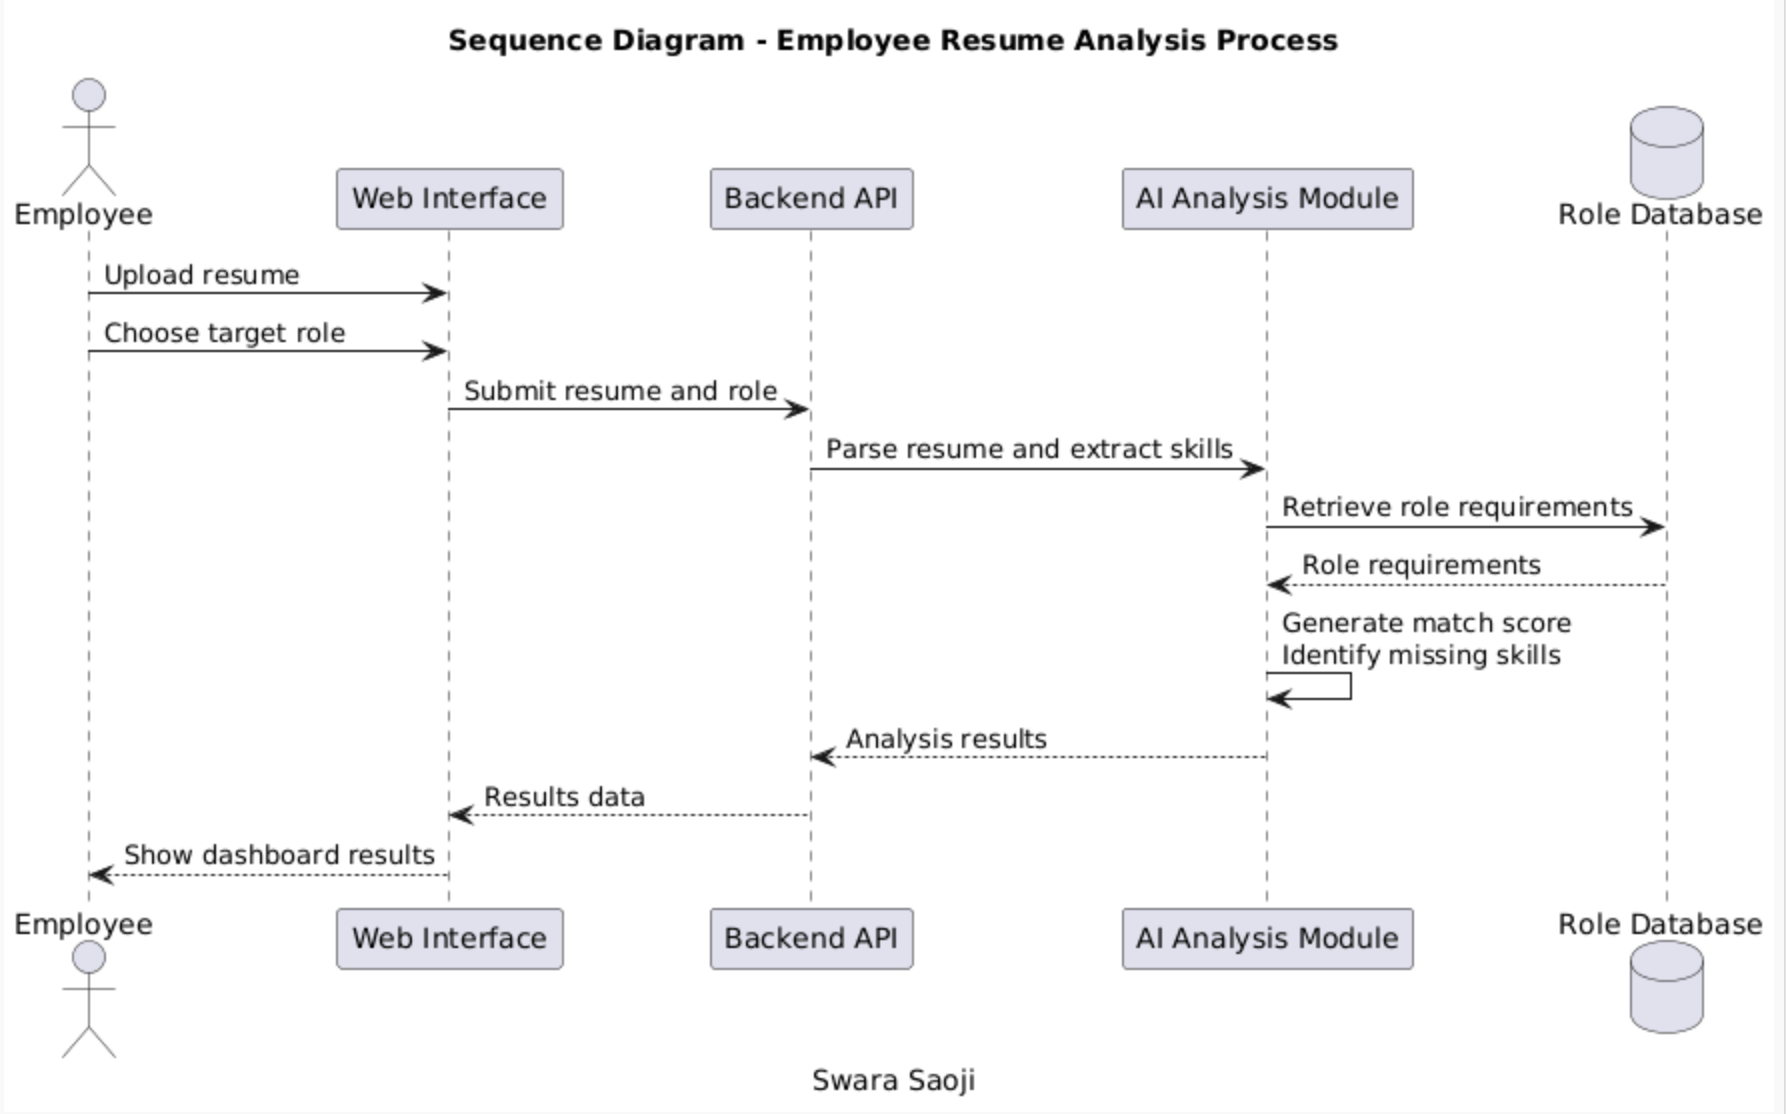 Sequence Diagram - Employee Resume Analysis Process
Employee
Web Interface
Backend API
AI Analysis Module
Role Database
Upload resume
Choose target role
Submit resume and role
Parse resume and extract skills
Retrieve role requirements
Role requirements
Generate match score
Identify missing skills
Analysis results
Results data
Show dashboard results
Employee
Web Interface
Backend API
AI Analysis Module
Role Database
Swara Saoji